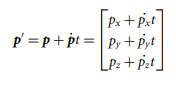 p′ = p + ṗt = [pₓ + ṗₓt
p_y + ṗ_yt
p_z + ṗ_zt]